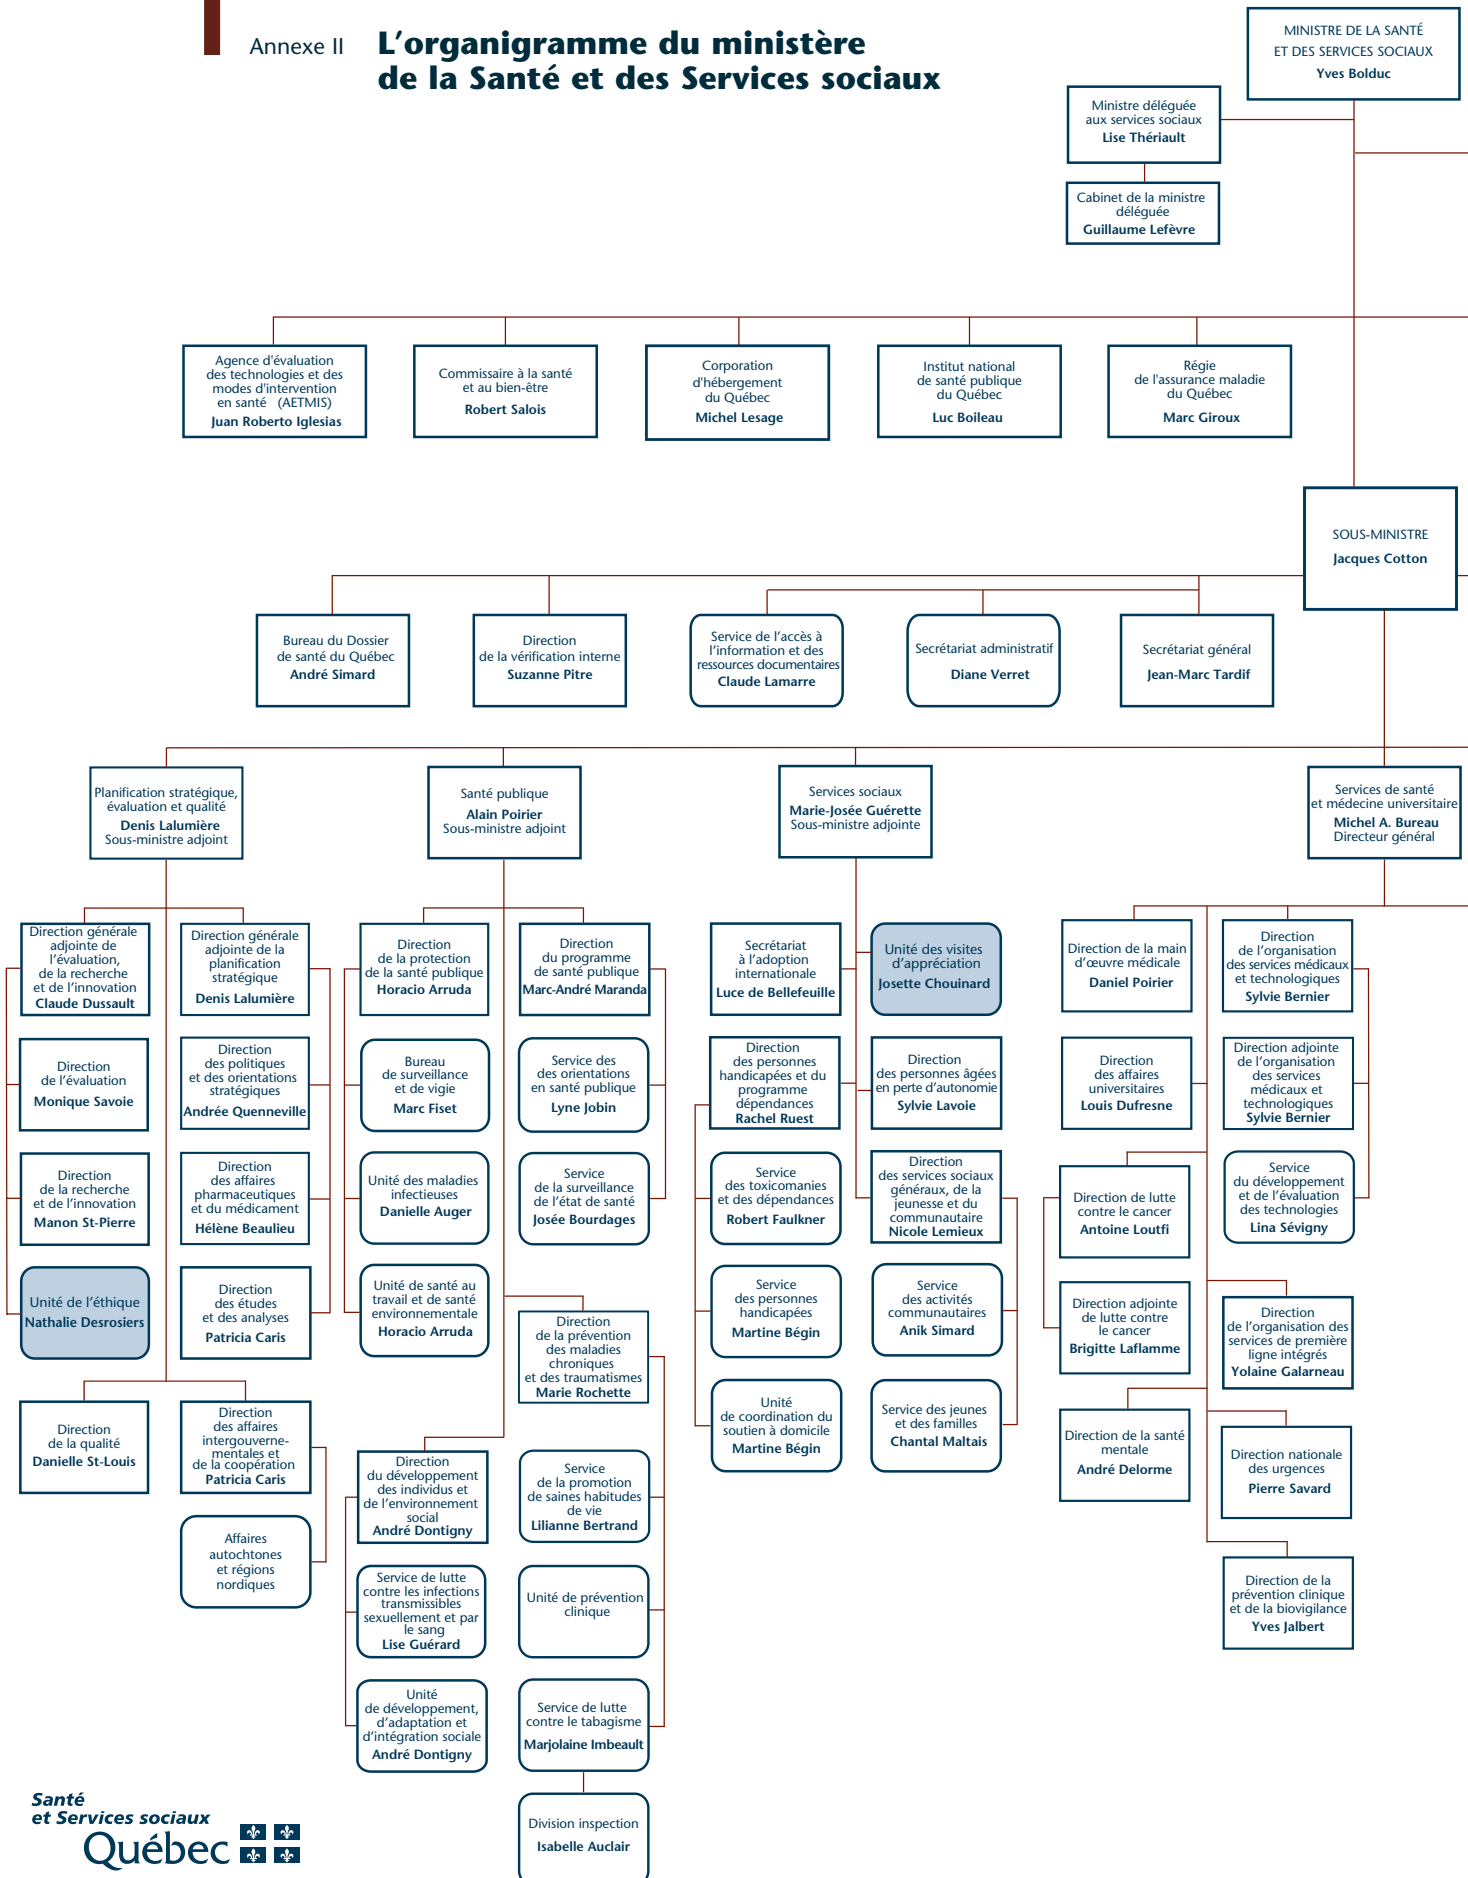 Annexe II
L'organigramme du ministère
de la Santé et des Services sociaux
MINISTRE DE LA SANTÉ
ET DES SERVICES SOCIAUX
Yves Bolduc
Ministre déléguée
aux services sociaux
Lise Thériault
Cabinet de la ministre
déléguée
Guillaume Lefèvre
Agence d'évaluation
des technologies et des
modes d'intervention
en santé (AETMIS)
Juan Roberto Iglesias
Commissaire à la santé
et au bien-être
Robert Salois
Corporation
d'hébergement
du Québec
Michel Lesage
Institut national
de santé publique
du Québec
Luc Boileau
Régie
de l'assurance maladie
du Québec
Marc Giroux
SOUS-MINISTRE
Jacques Cotton
Bureau du Dossier
de santé du Québec
André Simard
Direction
de la vérification interne
Suzanne Pitre
Service de l'accès à
l'information et des
ressources documentaires
Claude Lamarre
Secrétariat administratif
Diane Verret
Secrétariat général
Jean-Marc Tardif
Planification stratégique,
évaluation et qualité
Denis Lalumière
Sous-ministre adjoint
Santé publique
Alain Poirier
Sous-ministre adjoint
Services sociaux
Marie-Josée Guérette
Sous-ministre adjointe
Services de santé
et médecine universitaire
Michel A. Bureau
Directeur général
Direction générale
adjointe de
l'évaluation,
de la recherche
et de l'innovation
Claude Dussault
Direction générale
adjointe de la
planification
stratégique
Denis Lalumière
Direction
de la protection
de la santé publique
Horacio Arruda
Direction
du programme
de santé publique
Marc-André Maranda
Secrétariat
à l'adoption
internationale
Luce de Bellefeuille
Unité des visites
d'appréciation
Josette Chouinard
Direction de la main
d'œuvre médicale
Daniel Poirier
Direction
de l'organisation
des services médicaux
et technologiques
Sylvie Bernier
Direction
de l'évaluation
Monique Savoie
Direction
des politiques
et des orientations
stratégiques
Andrée Quenneville
Bureau
de surveillance
et de vigie
Marc Fiset
Service des
des orientations
en santé publique
Lyne Jobin
Direction
des personnes
handicapées et du
programme
dépendances
Rachel Ruest
Direction
des personnes âgées
en perte d'autonomie
Sylvie Lavoie
Direction
des affaires
universitaires
Louis Dufresne
Direction adjointe
de l'organisation
des services
médicaux et
technologiques
Sylvie Bernier
Direction
de la recherche
et de l'innovation
Manon St-Pierre
Direction
des affaires
pharmaceutiques
et du médicament
Hélène Beaulieu
Unité des maladies
infectieuses
Danielle Auger
Service
de la surveillance
de l'état de santé
Josée Bourdages
Service
des toxicomanies
et des dépendances
Robert Faulkner
Direction
des services sociaux
généraux, de la
jeunesse et du
communautaire
Nicole Lemieux
Direction de lutte
contre le cancer
Antoine Loutfi
Service
du développement
et de l'évaluation
des technologies
Lina Sévigny
Unité de l'éthique
Nathalie Desrosiers
Direction
des études
et des analyses
Patricia Caris
Unité de santé au
travail et de santé
environnementale
Horacio Arruda
Direction
de la prévention
des maladies
chroniques
et des traumatismes
Marie Rochette
Service
des personnes
handicapées
Martine Bégin
Service
des activités
communautaires
Anik Simard
Direction adjointe
de lutte contre
le cancer
Brigitte Laflamme
Direction
de l'organisation des
services de première
ligne intégrés
Yolaine Galarneau
Direction
de la qualité
Danielle St-Louis
Direction
des affaires
intergouverne-
mentales et
de la coopération
Patricia Caris
Direction
du développement
des individus et
de l'environnement
social
André Dontigny
Service
de la promotion
de saines habitudes
de vie
Lilianne Bertrand
Unité
de coordination du
soutien à domicile
Martine Bégin
Service des jeunes
et des familles
Chantal Maltais
Direction de la santé
mentale
André Delorme
Direction nationale
des urgences
Pierre Savard
Affaires
autochtones
et régions
nordiques
Service de lutte
contre les infections
transmissibles
sexuellement et par
le sang
Lise Guérard
Unité de prévention
clinique
Direction de la
prévention clinique
et de la biovigilance
Yves Jalbert
Unité
de développement,
d'adaptation et
d'intégration sociale
André Dontigny
Service de lutte
contre le tabagisme
Marjolaine Imbeault
Division inspection
Isabelle Auclair
Santé
et Services sociaux
Québec